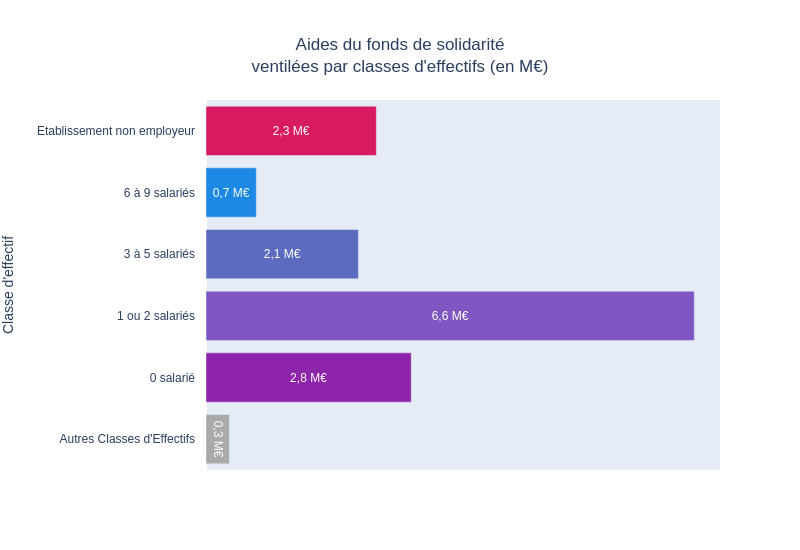 Aides du fonds de solidarité
ventilées par classes d'effectifs (en M€)
Classe d'effectif
Etablissement non employeur
2,3 M€
6 à 9 salariés
0,7 M€
3 à 5 salariés
2,1 M€
1 ou 2 salariés
6,6 M€
0 salarié
2,8 M€
Autres Classes d'Effectifs
0,3 M€